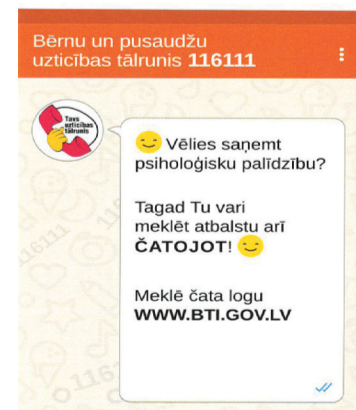 Bērnu un pusaudžu
uzticības tālrunis 116111
Tavs
uzticības
tālrunis
😊 Vēlies saņemt
psiholoģisku palīdzību?
Tagad Tu vari
meklēt atbalstu arī
ČATOJOT! 😊
Meklē čata logu
WWW.BTI.GOV.LV
116111